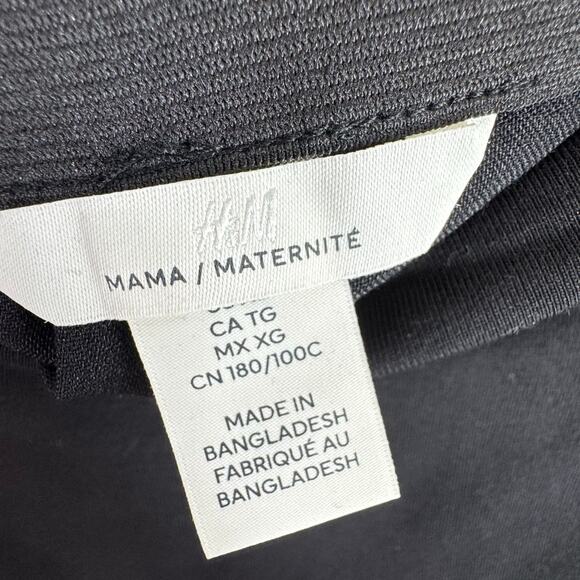 H&M
MAMA / MATERNITÉ
CA TG
MX XG
CN 180/100C
MADE IN
BANGLADESH
FABRIQUÉ AU
BANGLADESH